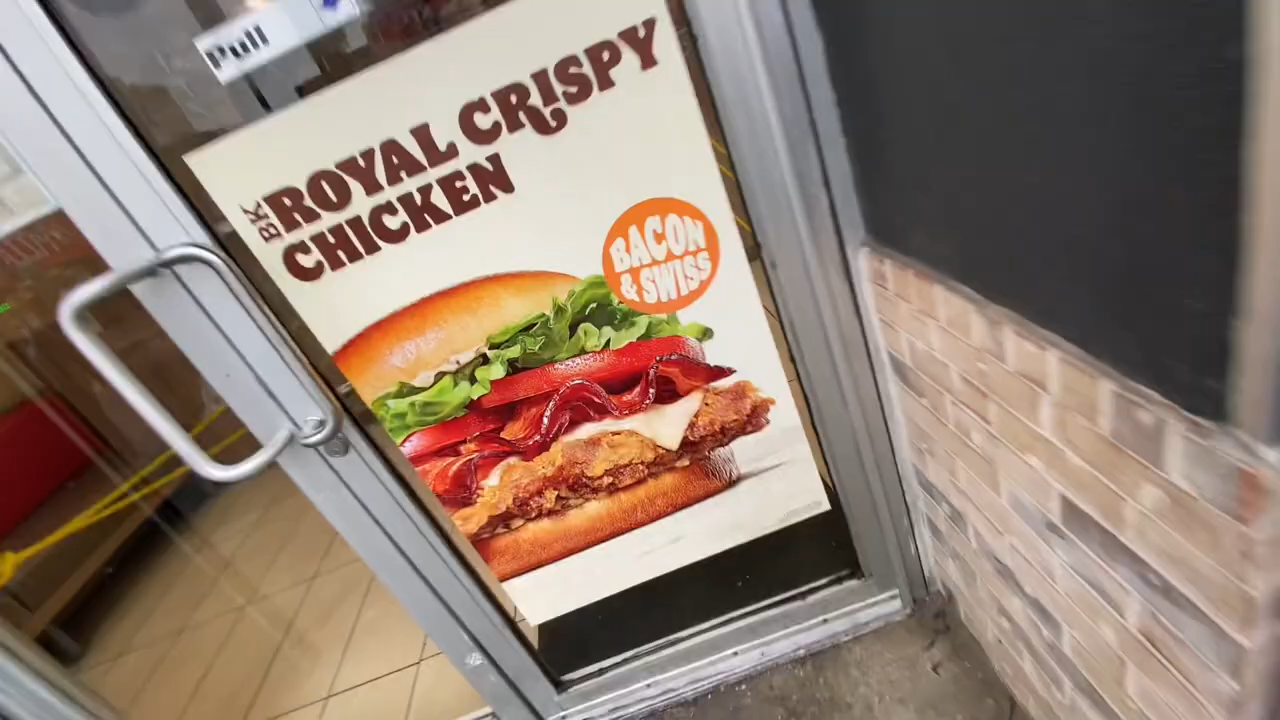 Pull
BK ROYAL CRISPY
CHICKEN
BACON
& SWISS